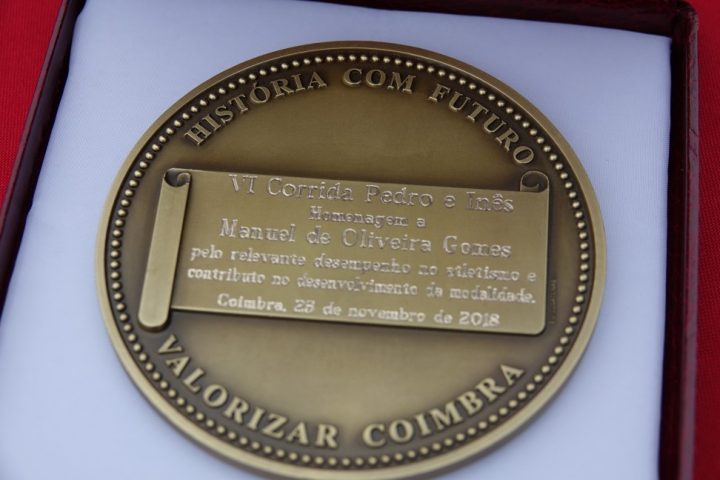 HISTÓRIA COM FUTURO
VI Corrida Pedro e Inês
Homenagem a
Manuel de Oliveira Gomes
pelo relevante desempenho no atletismo e
contributo no desenvolvimento da modalidade.
Coimbra, 25 de novembro de 2018
VALORIZAR COIMBRA